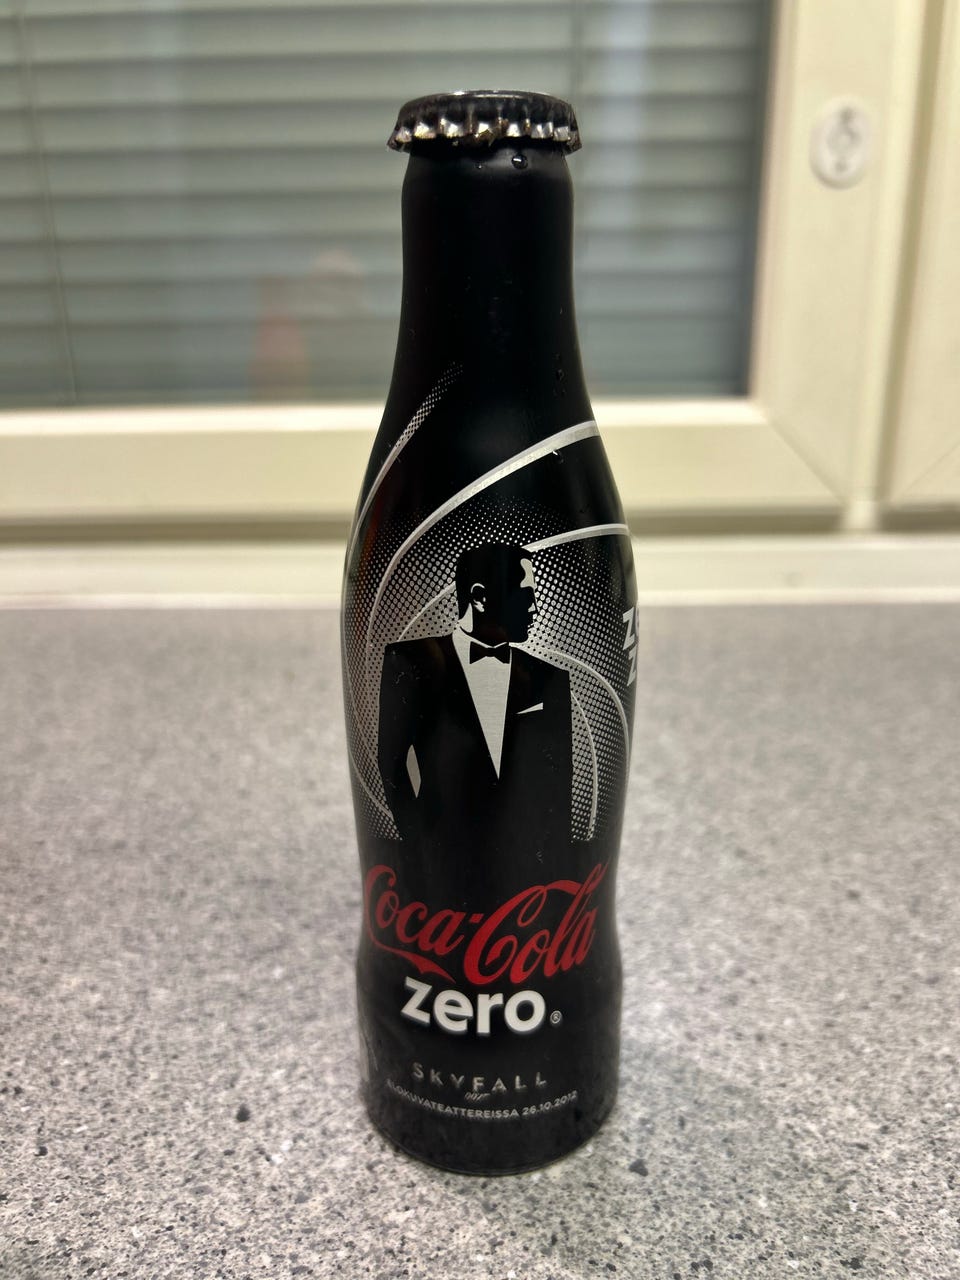 Coca-Cola
zero®
SKYFALL
007
ELOKUVATEATTEREISSA 26.10.2012